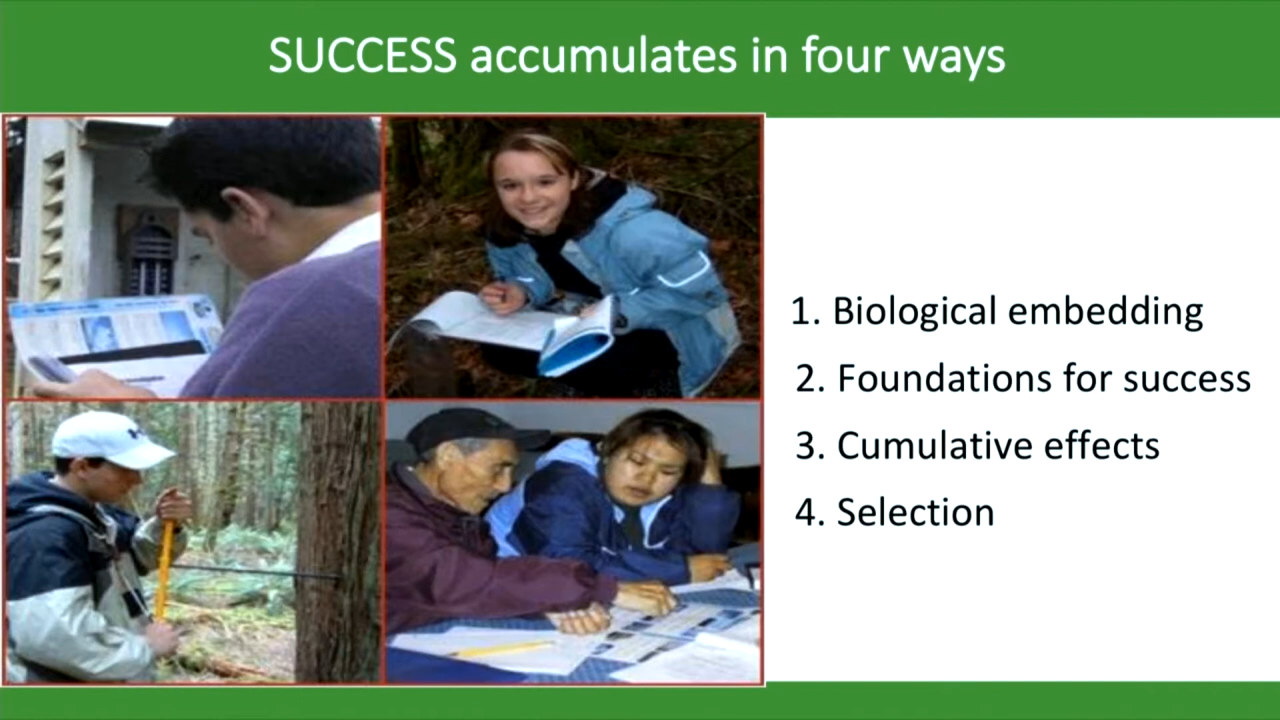 SUCCESS accumulates in four ways
1. Biological embedding
2. Foundations for success
3. Cumulative effects
4. Selection